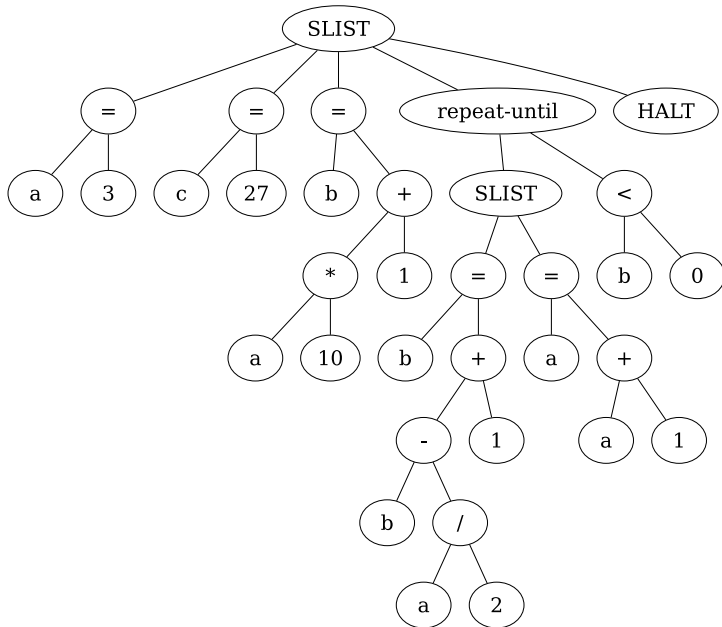 SLIST
= = = repeat-until HALT
a 3 c 27 b + SLIST <
* 1 = = b 0
a 10 b + a +
- 1 a 1
b /
a 2